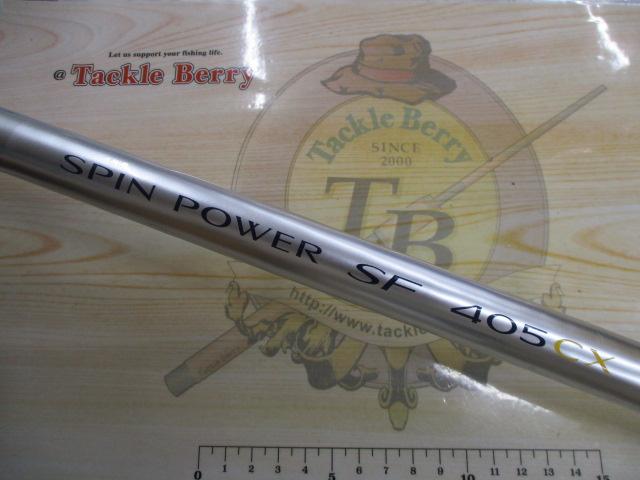 Let us support your fishing life.
@ Tackle Berry
Tackle Berry
SINCE
2000
TB
SPIN POWER SF 405CX
http://www.tackle
0 1 2 3 4 5 6 7 8 9 10 11 12 13 14 15